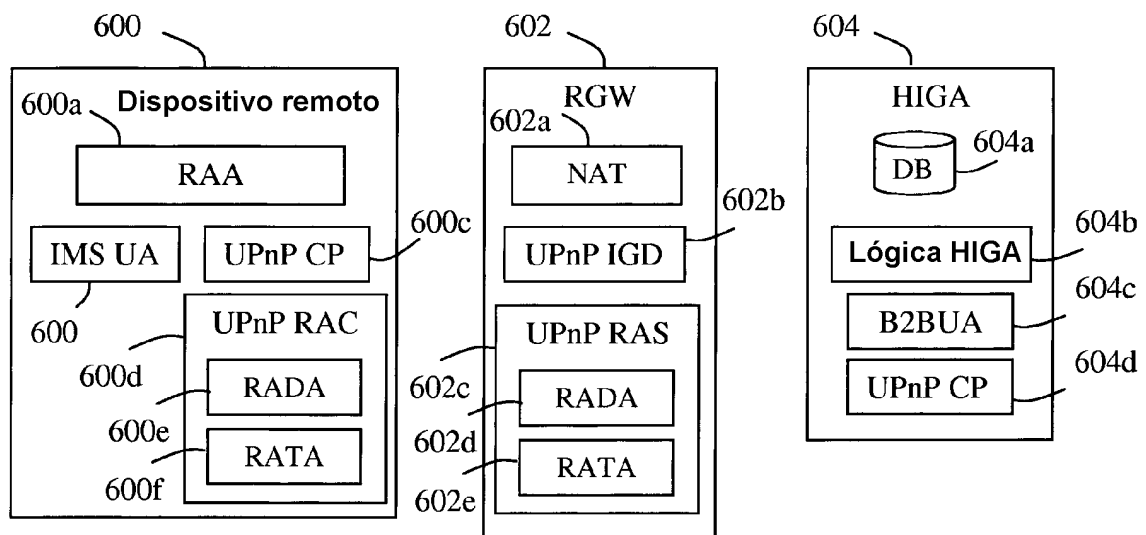 600
Dispositivo remoto
600a
RAA
IMS UA
600
UPnP CP
600c
UPnP RAC
600d
RADA
600e
RATA
600f
602
RGW
602a
NAT
602b
UPnP IGD
UPnP RAS
602c
RADA
602d
RATA
602e
604
HIGA
DB
604a
Lógica HIGA
604b
B2BUA
604c
UPnP CP
604d